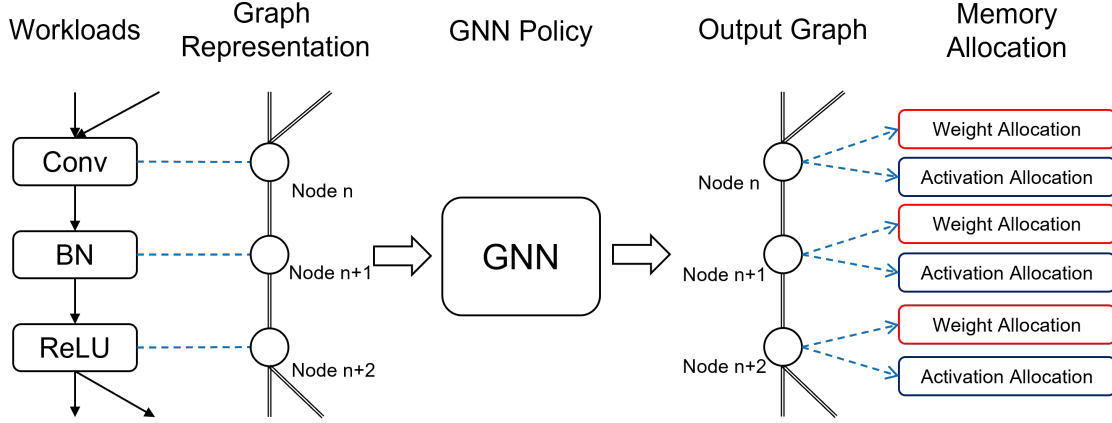 Workloads
Graph
Representation
GNN Policy
Output Graph
Memory
Allocation
Conv
Node n
BN
Node n+1
ReLU
Node n+2
GNN
Node n
Weight Allocation
Activation Allocation
Node n+1
Weight Allocation
Activation Allocation
Node n+2
Weight Allocation
Activation Allocation